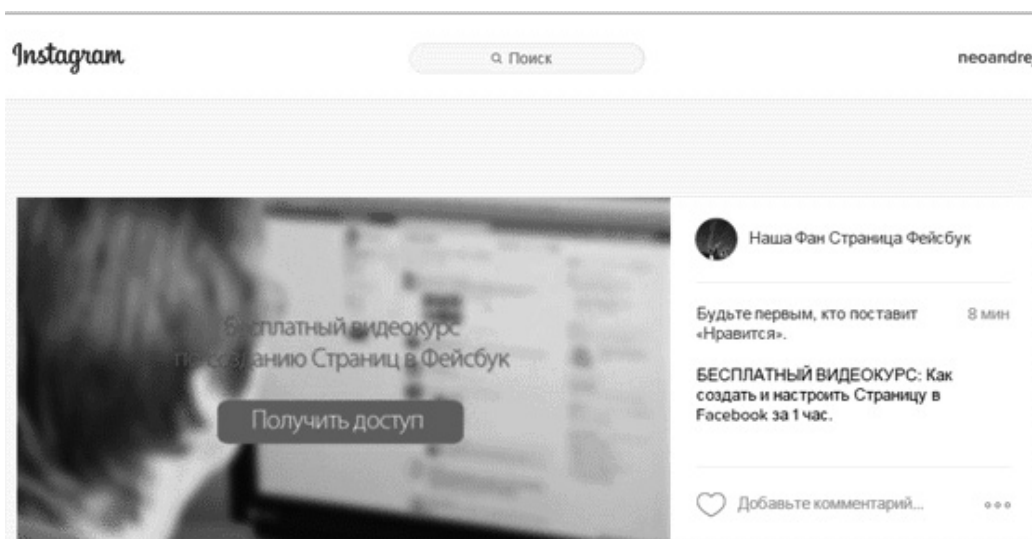 Instagram
Поиск
neoandre
Бесплатный видеокурс
по созданию Страниц в Фейсбук
Получить доступ
Наша Фан Страница Фейсбук
Будьте первым, кто поставит
«Нравится».
8 мин
БЕСПЛАТНЫЙ ВИДЕОКУРС: Как
создать и настроить Страницу в
Facebook за 1 час.
Добавьте комментарий...